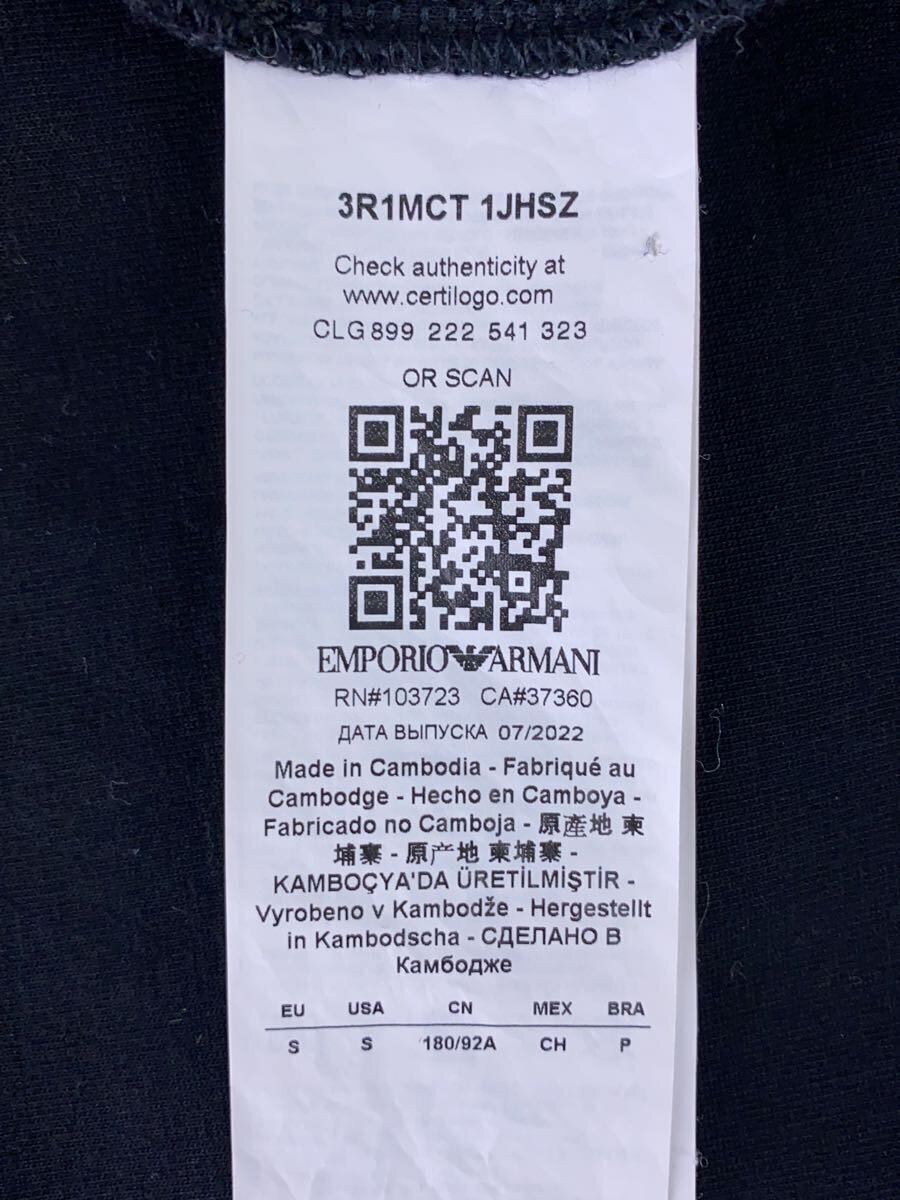 3R1MCT 1JHSZ
Check authenticity at
www.certilogo.com
CLG 899 222 541 323
OR SCAN
EMPORIO ARMANI
RN#103723 CA#37360
ДАТА ВЫПУСКА 07/2022
Made in Cambodia - Fabriqué au
Cambodge - Hecho en Camboya -
Fabricado no Camboja - 原產地 柬
埔寨 - 原产地 柬埔寨 -
KAMBOÇYA'DA ÜRETİLMİŞTİR -
Vyrobeno v Kambodže - Hergestellt
in Kambodscha - СДЕЛАНО В
Камбодже
EU USA CN MEX BRA
S S 180/92A CH P